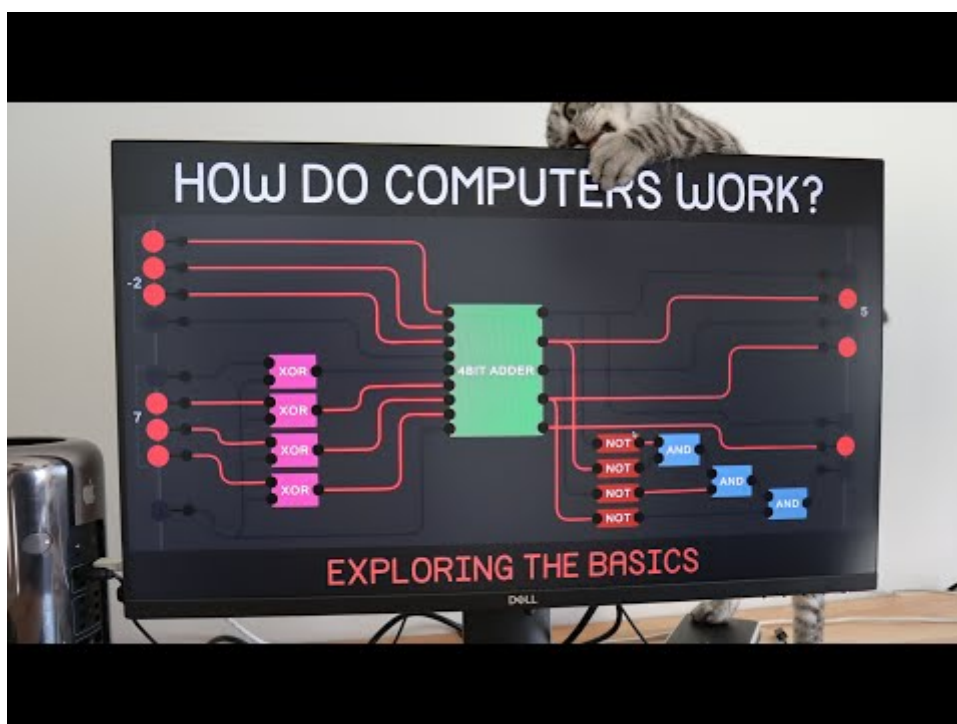 HOW DO COMPUTERS WORK?
-2
5
XOR
4BIT ADDER
7
XOR
XOR
NOT
AND
NOT
XOR
AND
NOT
AND
NOT
EXPLORING THE BASICS
DELL